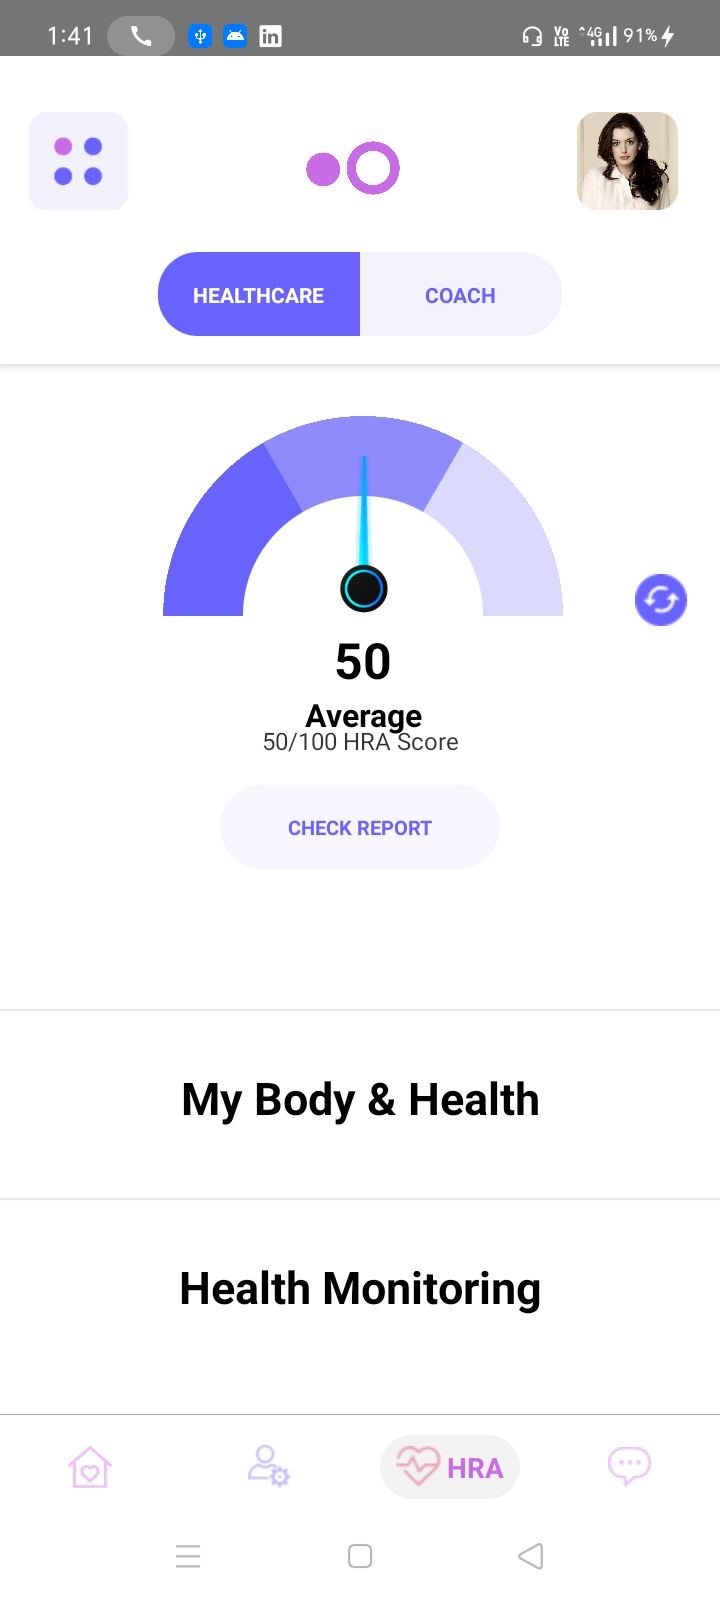 1:41
in
Vo LTE 4G 91%
HEALTHCARE COACH
50
Average
50/100 HRA Score
CHECK REPORT
My Body & Health
Health Monitoring
HRA